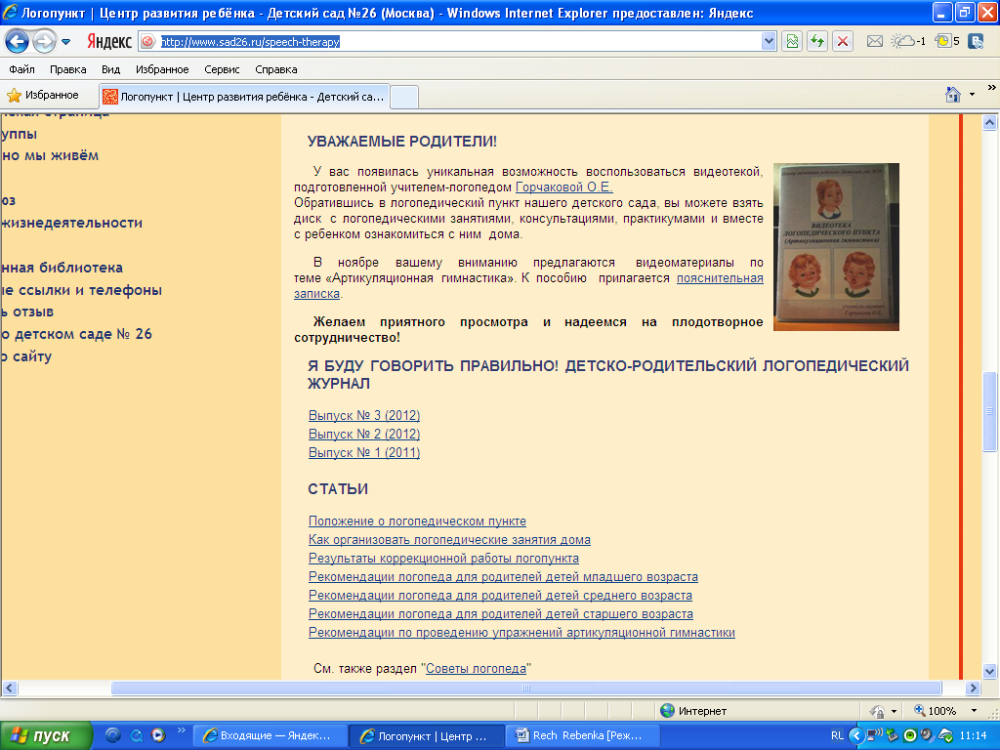 Логопункт | Центр развития ребёнка - Детский сад №26 (Москва) - Windows Internet Explorer предоставлен: Яндекс
Яндекс
http://www.sad26.ru/speech-therapy
-1
5
Файл Правка Вид Избранное Сервис Справка
Избранное
Логопункт | Центр развития ребёнка - Детский са...
уппы
но мы живём
оз
жизнедеятельности
нная библиотека
е ссылки и телефоны
ь отзыв
о детском саде № 26
о сайту
УВАЖАЕМЫЕ РОДИТЕЛИ!
У вас появилась уникальная возможность воспользоваться видеотекой,
подготовленной учителем-логопедом Горчаковой О.Е.
Обратившись в логопедический пункт нашего детского сада, вы можете взять
диск с логопедическими занятиями, консультациями, практикумами и вместе
с ребенком ознакомиться с ним дома.
В ноябре вашему вниманию предлагаются видеоматериалы по
теме «Артикуляционная гимнастика». К пособию прилагается пояснительная
записка.
Желаем приятного просмотра и надеемся на плодотворное
сотрудничество!
ВИДЕОТЕКА
ЛОГОПЕДИЧЕСКОГО ПУНКТА
(Артикуляционная гимнастика)
Я БУДУ ГОВОРИТЬ ПРАВИЛЬНО! ДЕТСКО-РОДИТЕЛЬСКИЙ ЛОГОПЕДИЧЕСКИЙ
ЖУРНАЛ
Выпуск № 3 (2012)
Выпуск № 2 (2012)
Выпуск № 1 (2011)
СТАТЬИ
Положение о логопедическом пункте
Как организовать логопедические занятия дома
Результаты коррекционной работы логопункта
Рекомендации логопеда для родителей детей младшего возраста
Рекомендации логопеда для родителей детей среднего возраста
Рекомендации логопеда для родителей детей старшего возраста
Рекомендации по проведению упражнений артикуляционной гимнастики
См. также раздел "Советы логопеда"
Интернет
100%
пуск
Входящие — Яндек...
Логопункт | Центр ...
Rech Rebenka [Реж...
RL
11:14